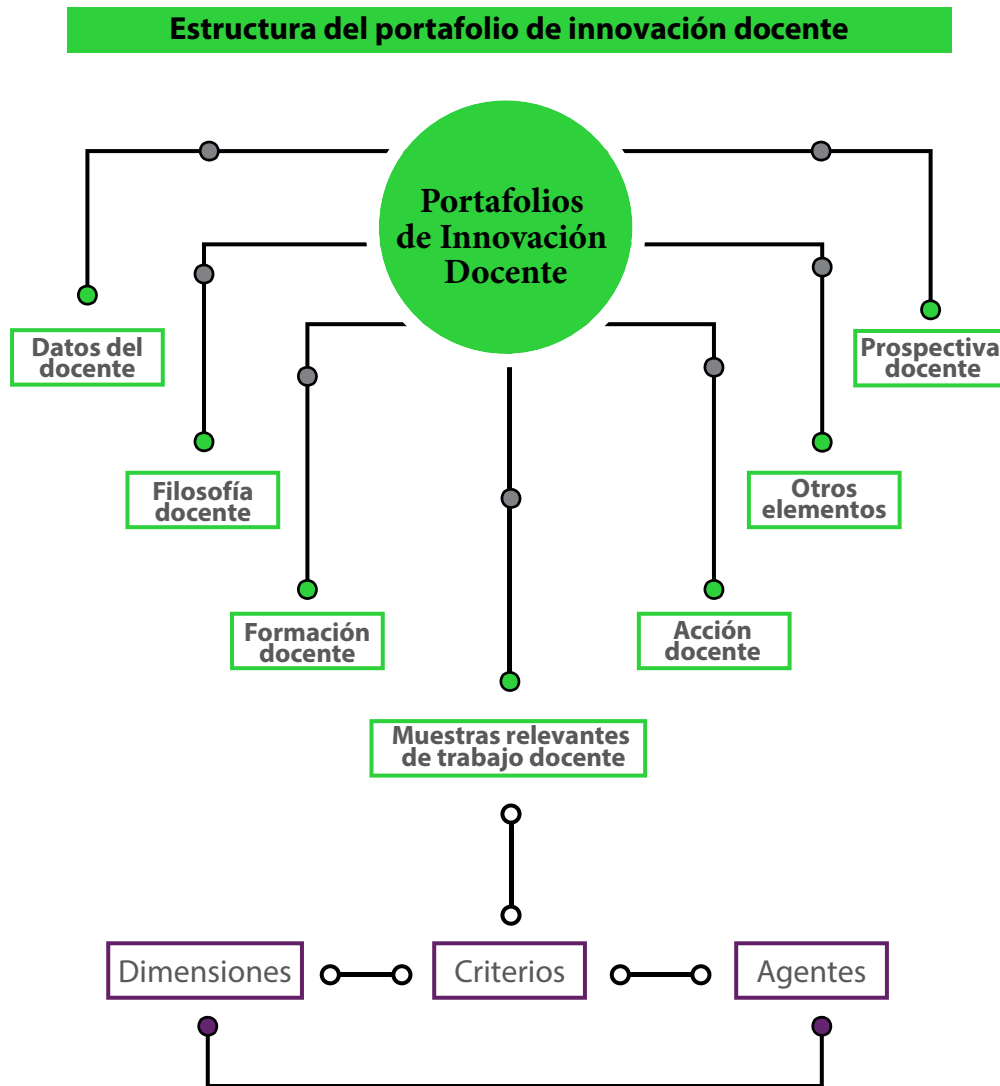 Estructura del portafolio de innovación docente
Portafolios
de Innovación
Docente
Datos del
docente
Prospectiva
docente
Filosofía
docente
Otros
elementos
Formación
docente
Acción
docente
Muestras relevantes
de trabajo docente
Dimensiones
Criterios
Agentes